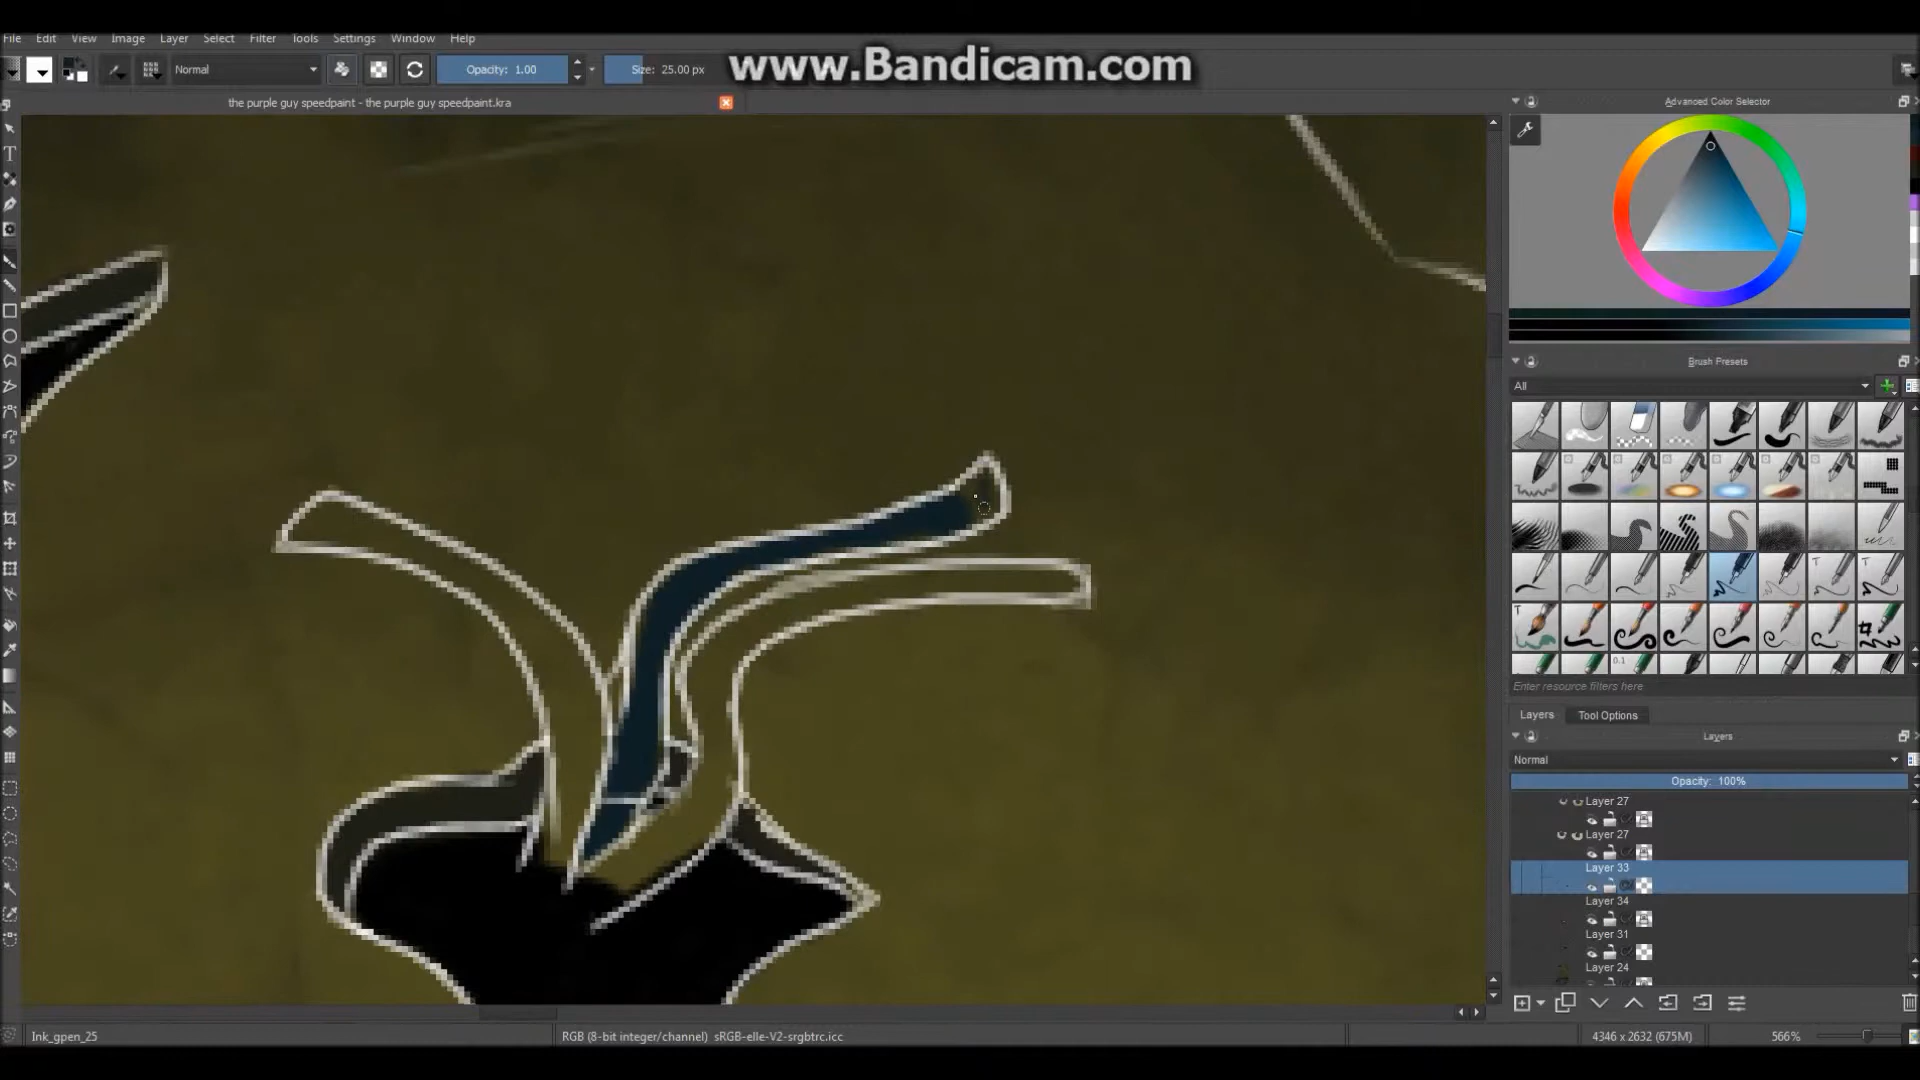 File Edit View Image Layer Select Filter Tools Settings Window Help
Normal Opacity: 1.00 Size: 25.00 px
www.Bandicam.com
the purple guy speedpaint - the purple guy speedpaint.kra
Advanced Color Selector
Brush Presets
All
Enter resource filters here
Layers Tool Options
Layers
Normal
Opacity: 100%
Layer 27
Layer 27
Layer 33
Layer 34
Layer 31
Layer 24
Ink_gpen_25 RGB (8-bit integer/channel) sRGB-elle-V2-srgbtrc.icc 4346 x 2632 (675M) 566%